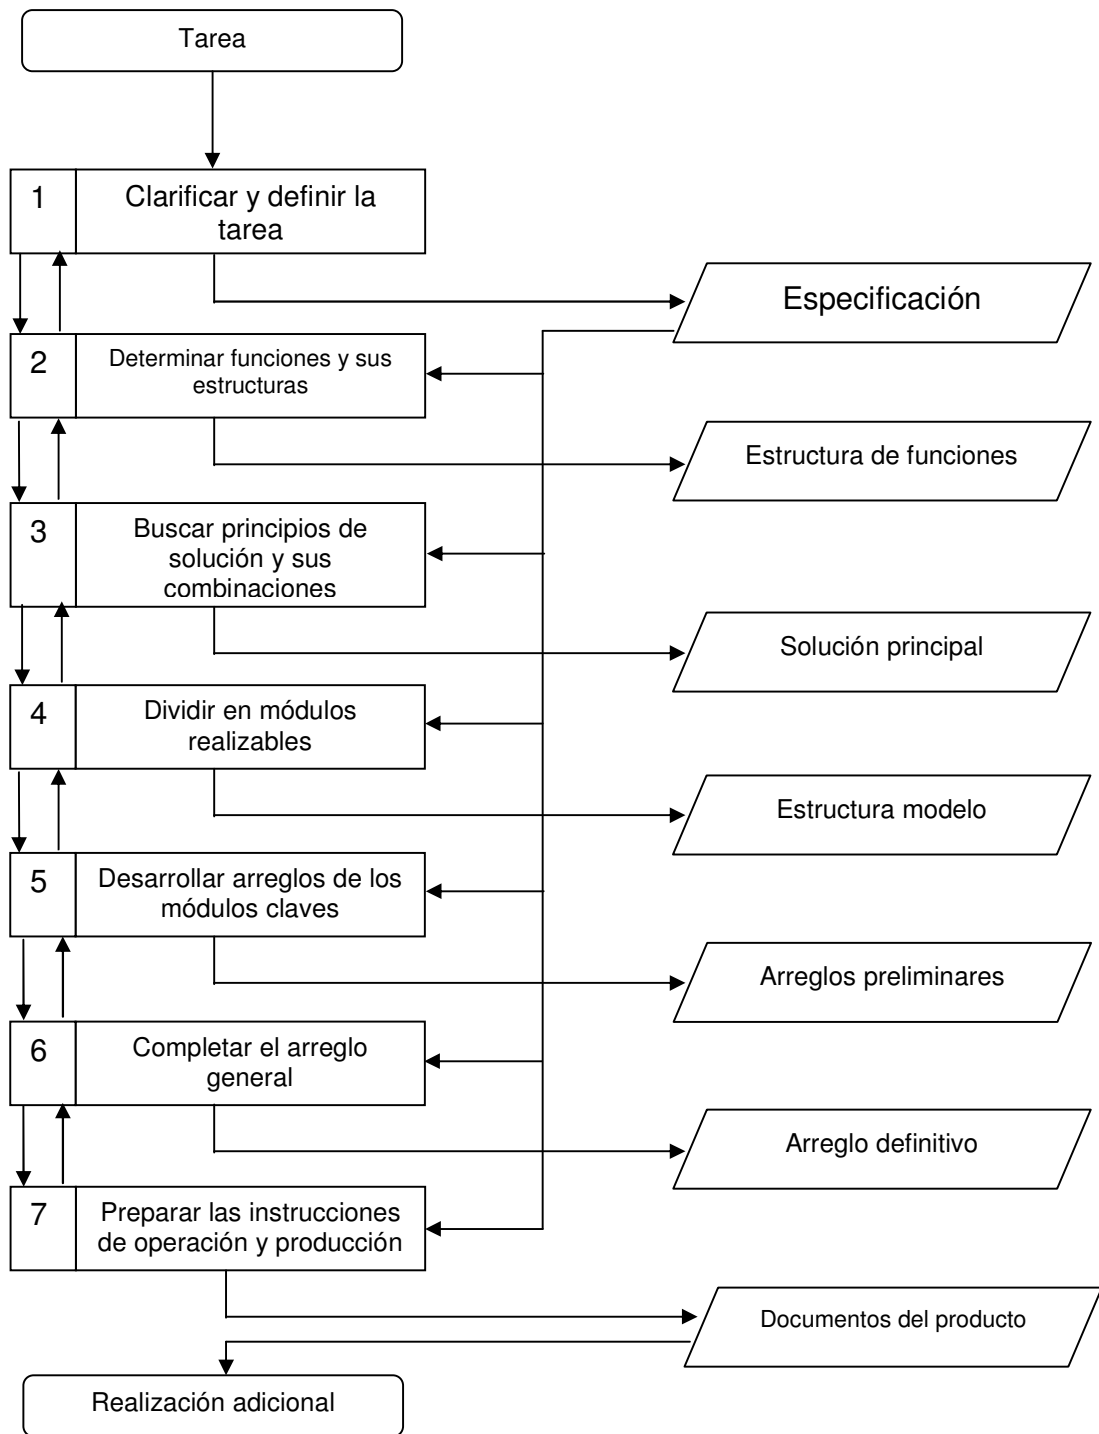 Tarea
1
Clarificar y definir la
tarea
Especificación
2
Determinar funciones y sus
estructuras
Estructura de funciones
3
Buscar principios de
solución y sus
combinaciones
Solución principal
4
Dividir en módulos
realizables
Estructura modelo
5
Desarrollar arreglos de los
módulos claves
Arreglos preliminares
6
Completar el arreglo
general
Arreglo definitivo
7
Preparar las instrucciones
de operación y producción
Documentos del producto
Realización adicional